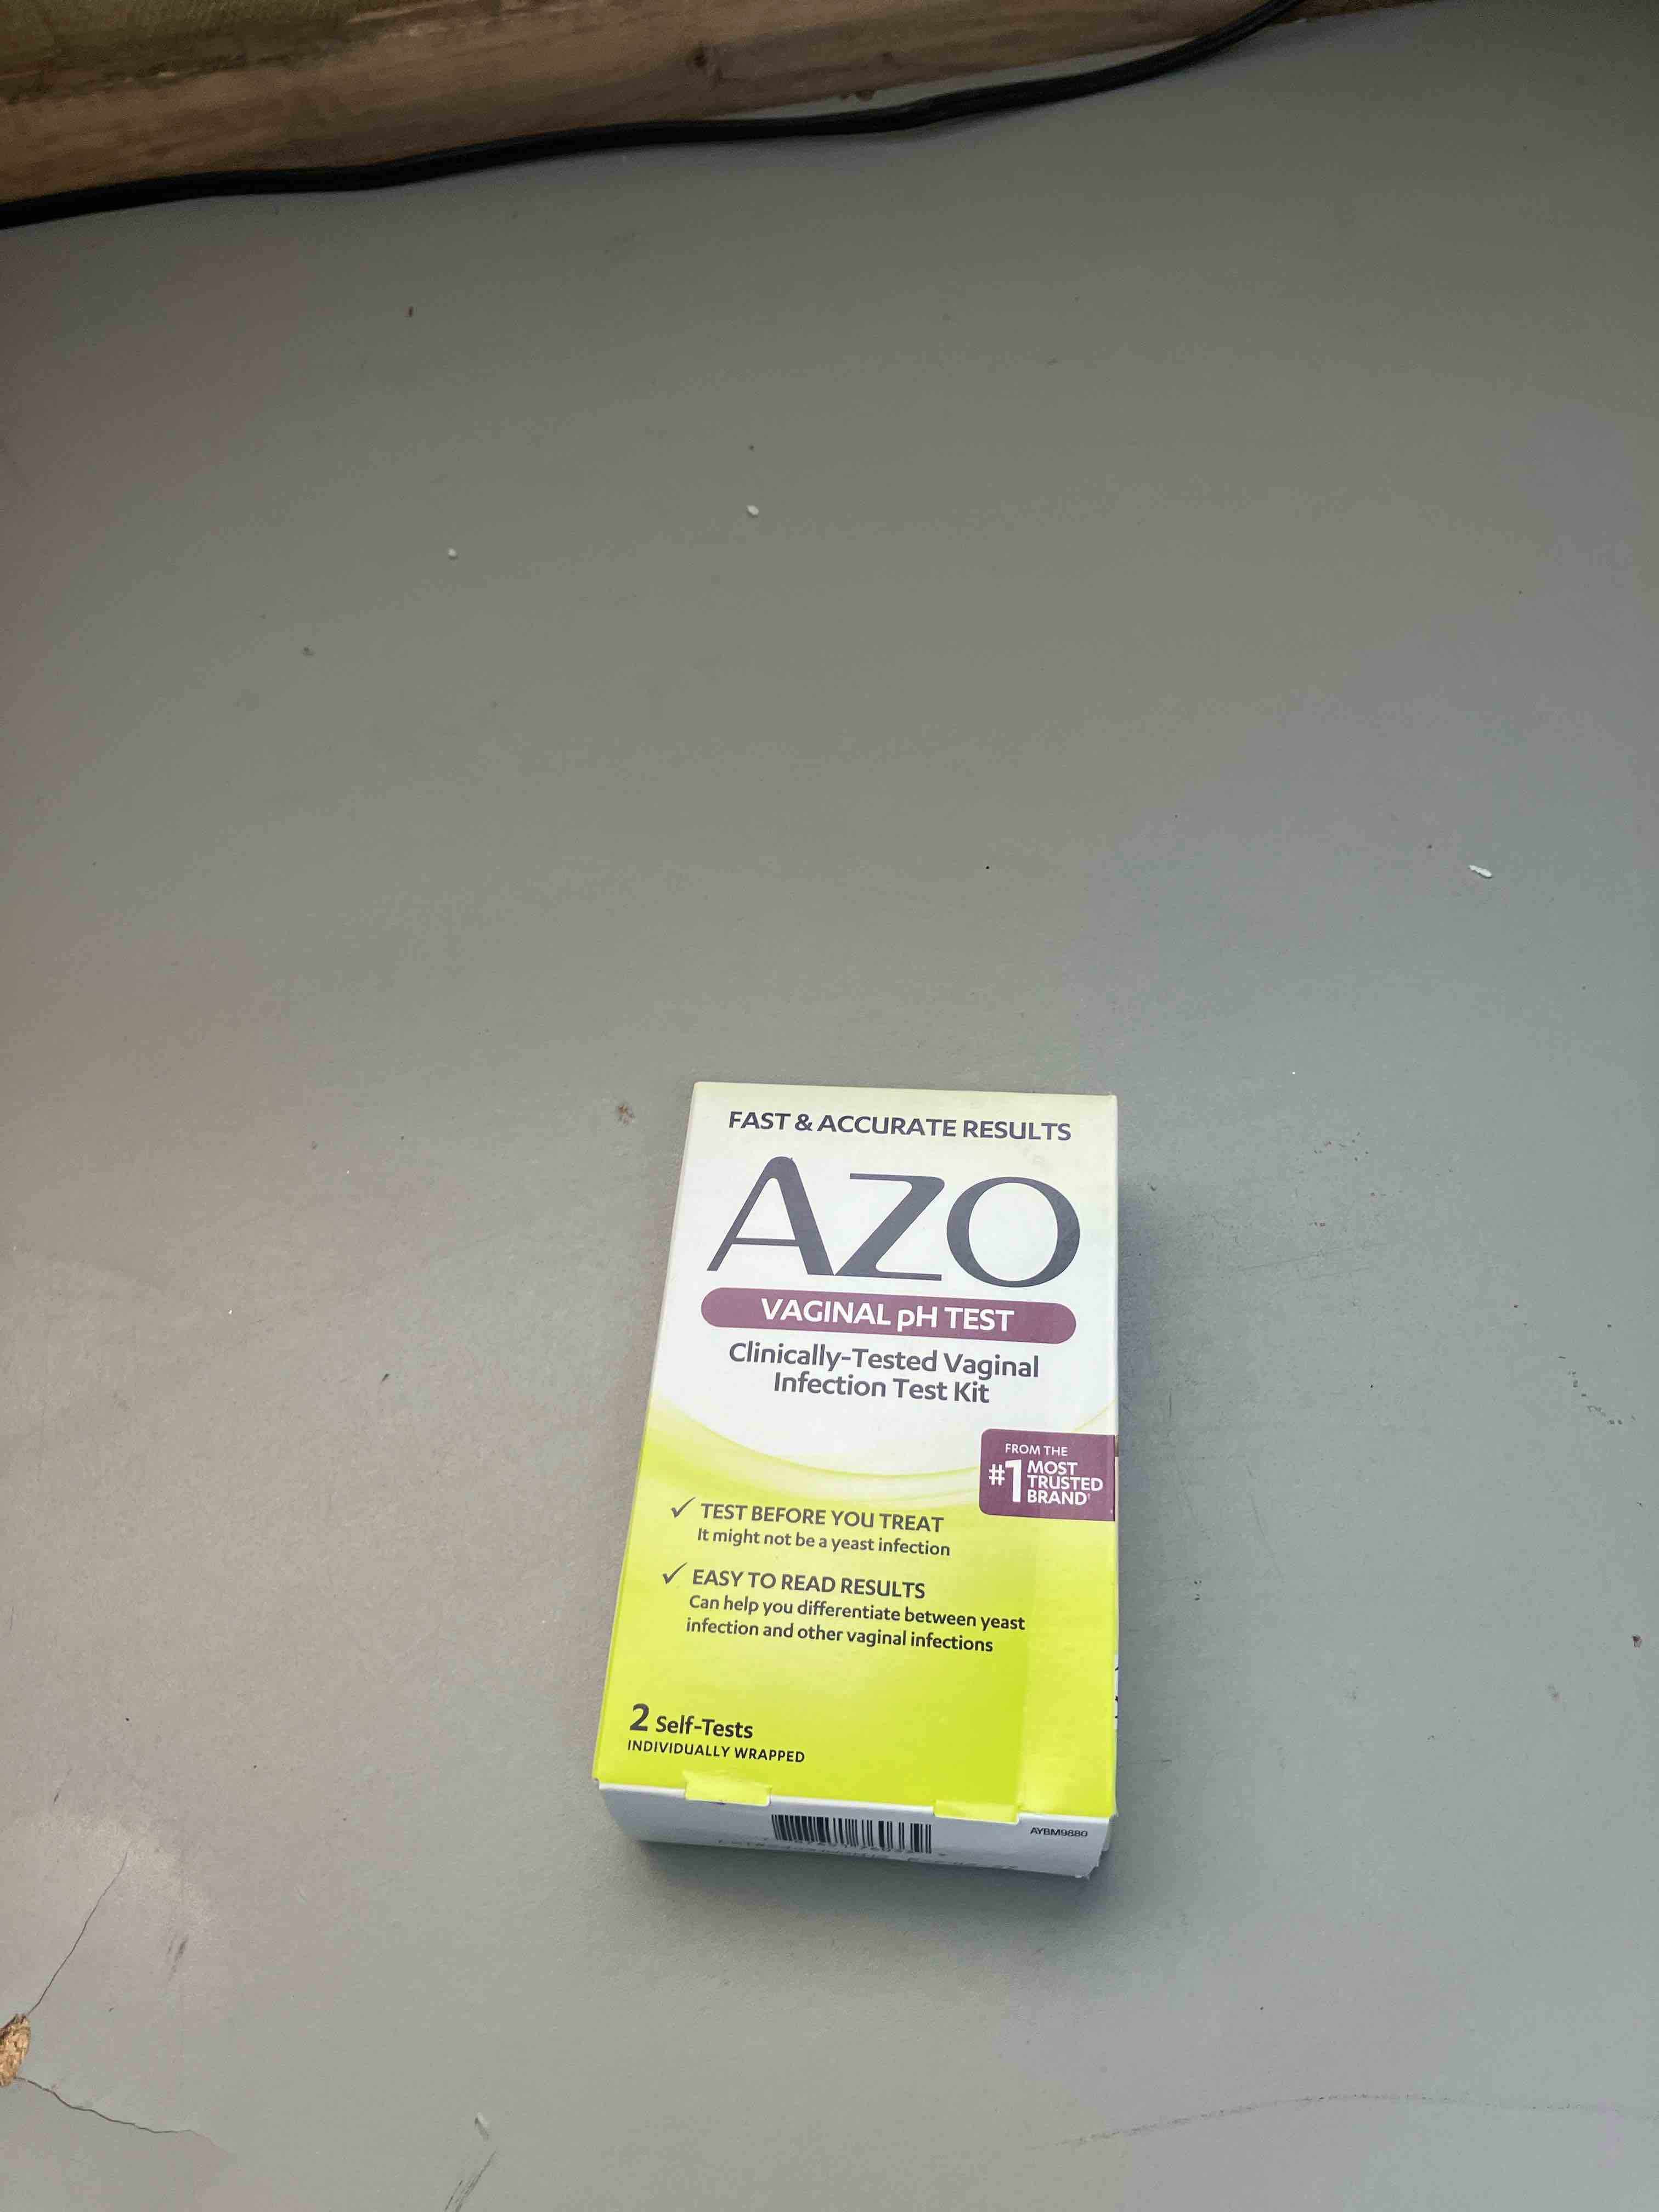 FAST & ACCURATE RESULTS
AZO
VAGINAL pH TEST
Clinically-Tested Vaginal
Infection Test Kit
FROM THE
#1 MOST
TRUSTED
BRAND†
✓ TEST BEFORE YOU TREAT
It might not be a yeast infection
✓ EASY TO READ RESULTS
Can help you differentiate between yeast
infection and other vaginal infections
2 Self-Tests
INDIVIDUALLY WRAPPED
AYBM9880